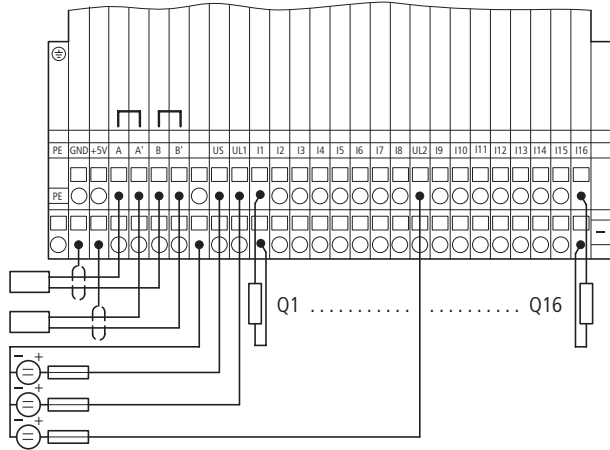 PE GND +5V A A' B B' US UL1 I1 I2 I3 I4 I5 I6 I7 I8 UL2 I9 I10 I11 I12 I13 I14 I15 I16
PE
Q1 . . . . . . . . . . . . . . . . . . . . . . Q16
− +
− +
− +